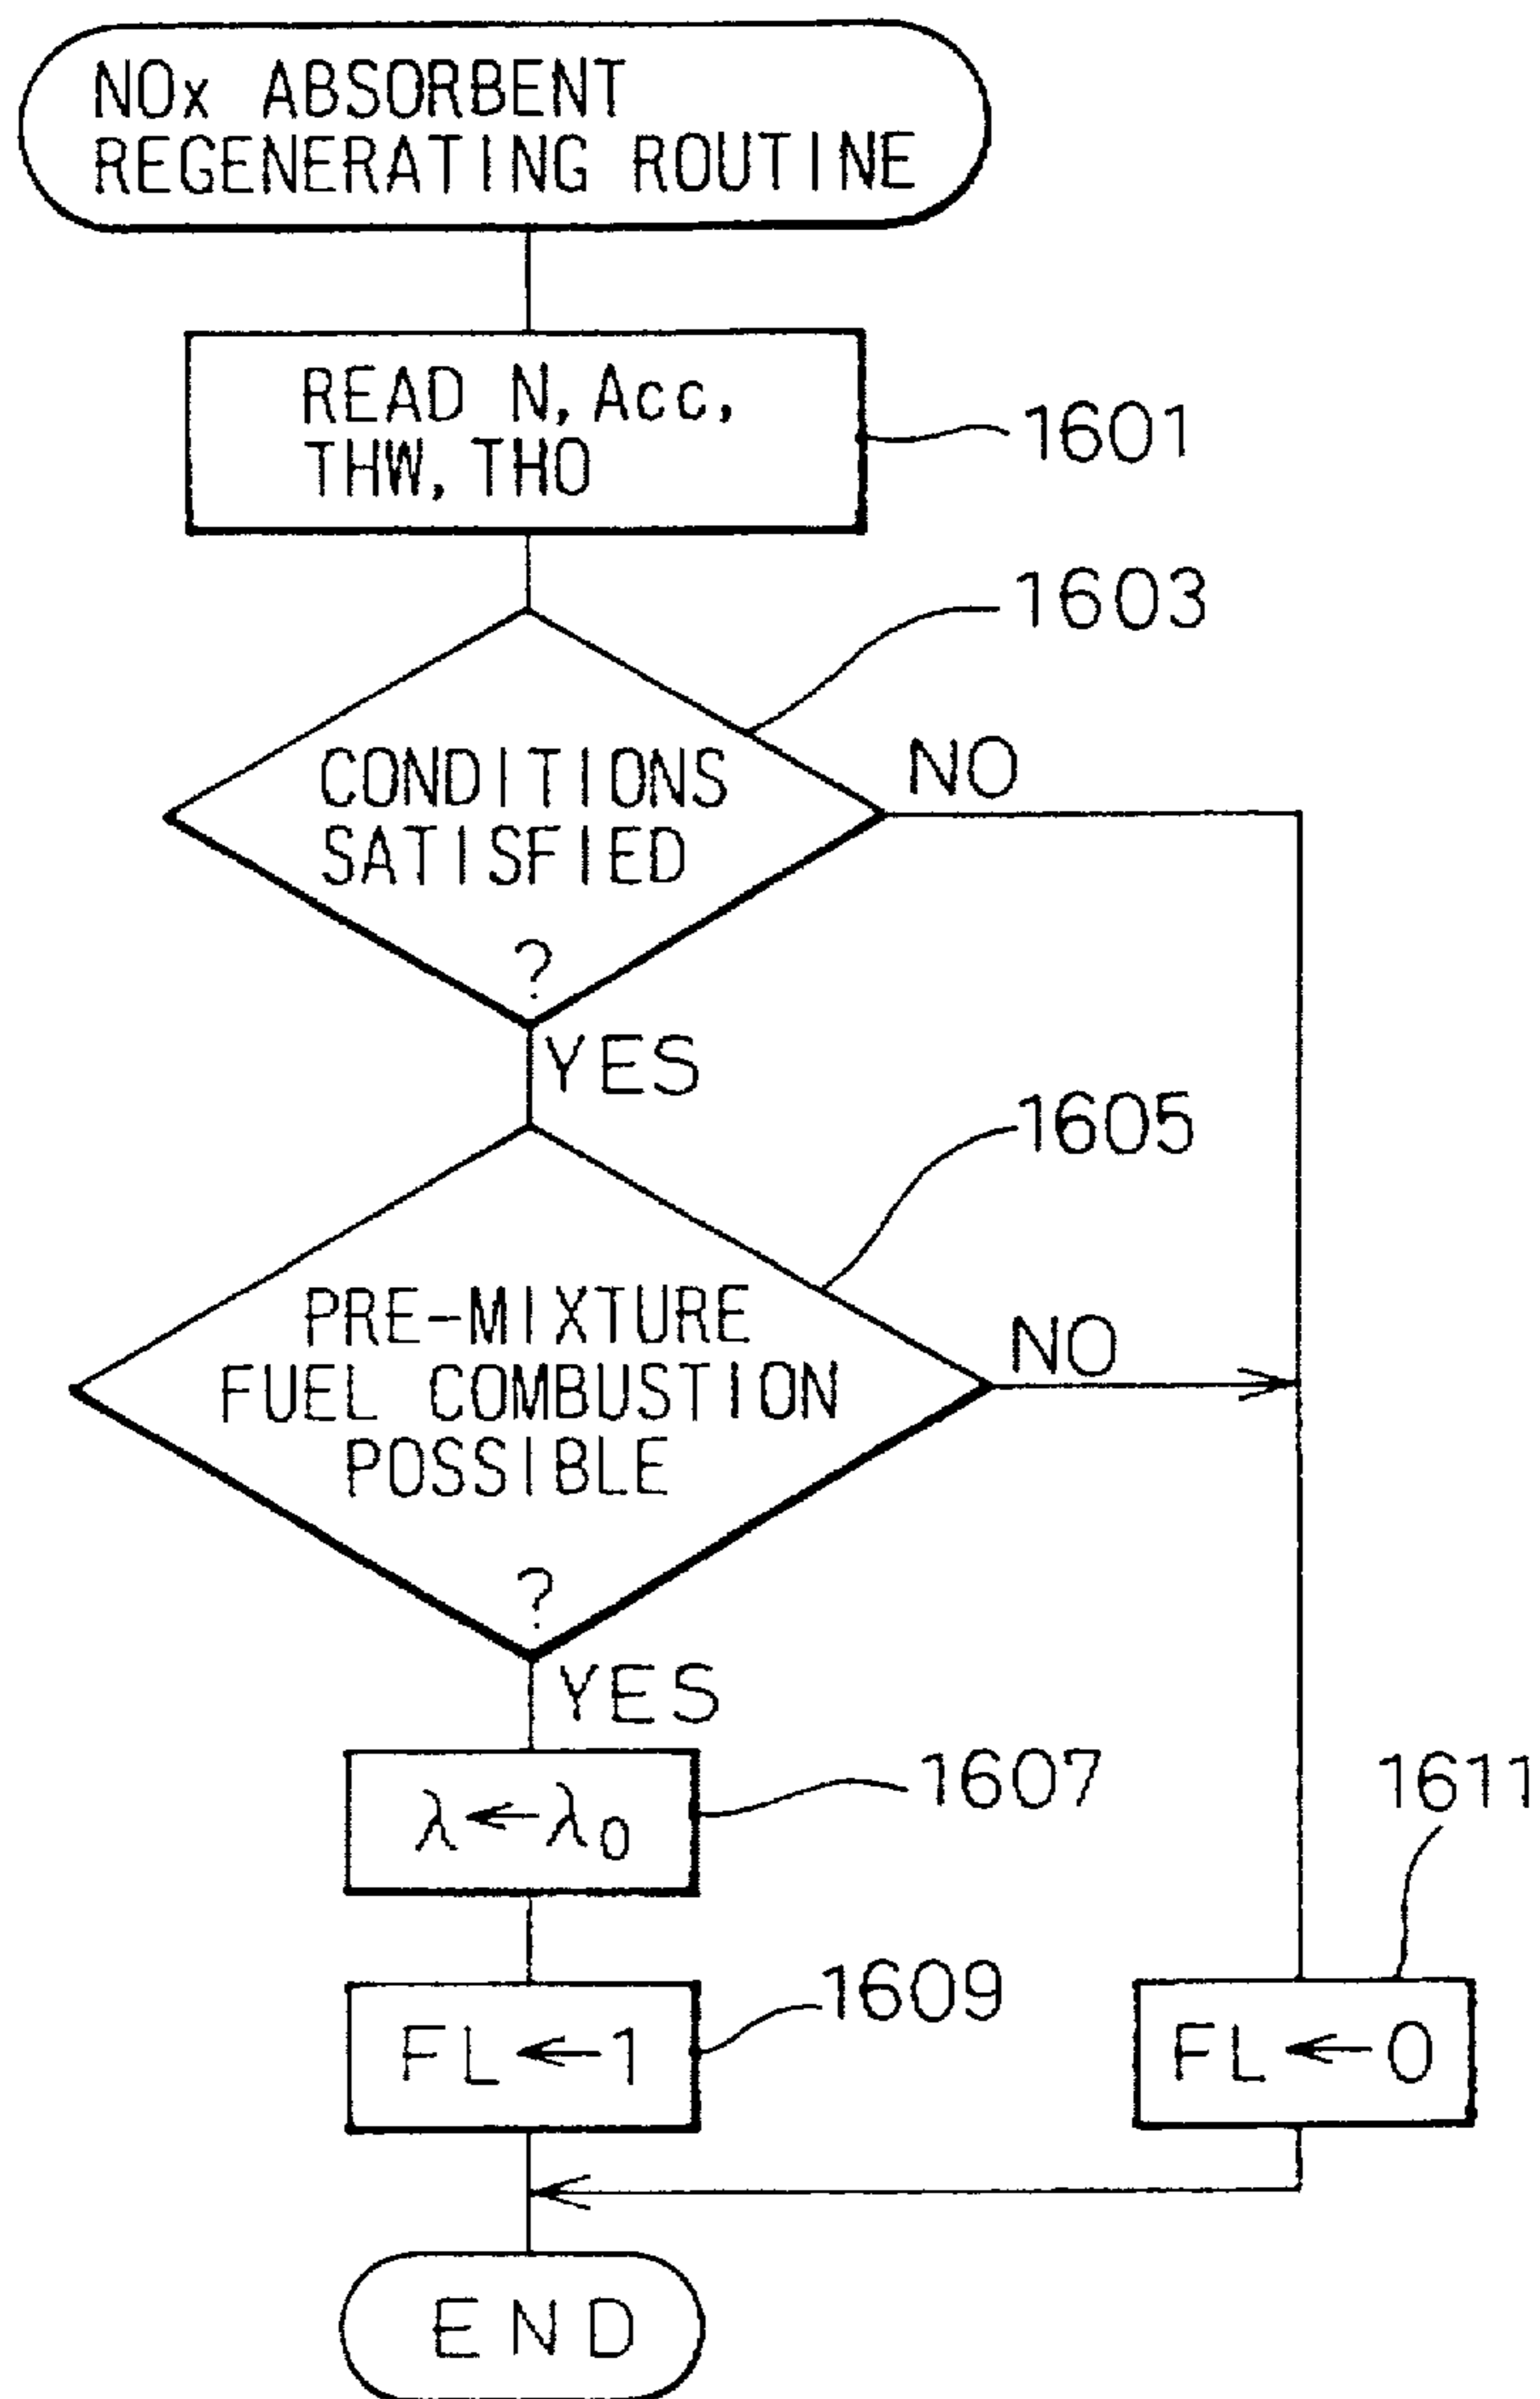 NOx ABSORBENT
REGENERATING ROUTINE
READ N, Acc,
THW, THO
1601
1603
CONDITIONS
SATISFIED
?
NO
YES
1605
PRE-MIXTURE
FUEL COMBUSTION
POSSIBLE
?
NO
YES
λ←λ₀
1607
1611
FL←1
1609
FL←0
END